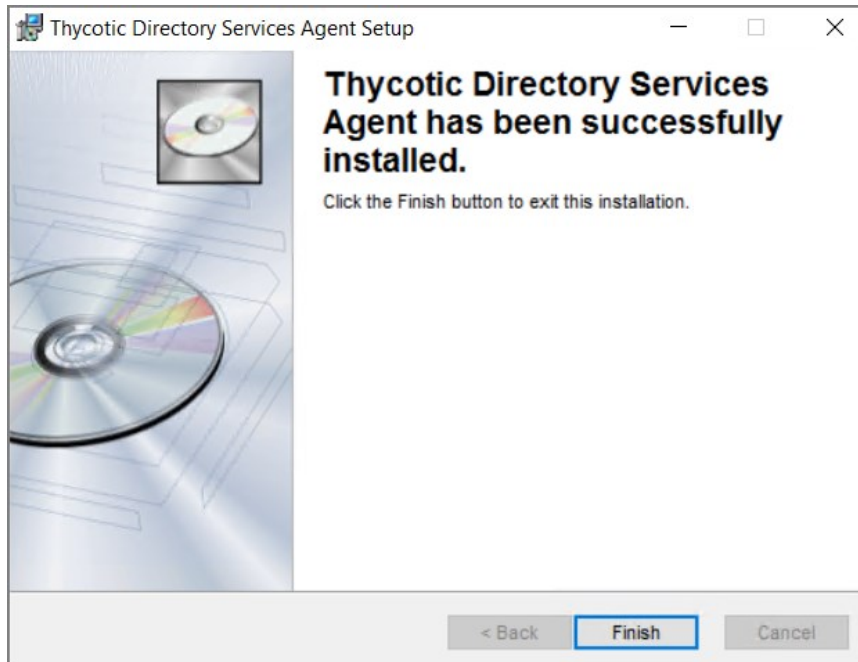 Thycotic Directory Services Agent Setup
Thycotic Directory Services
Agent has been successfully
installed.
Click the Finish button to exit this installation.
< Back
Finish
Cancel